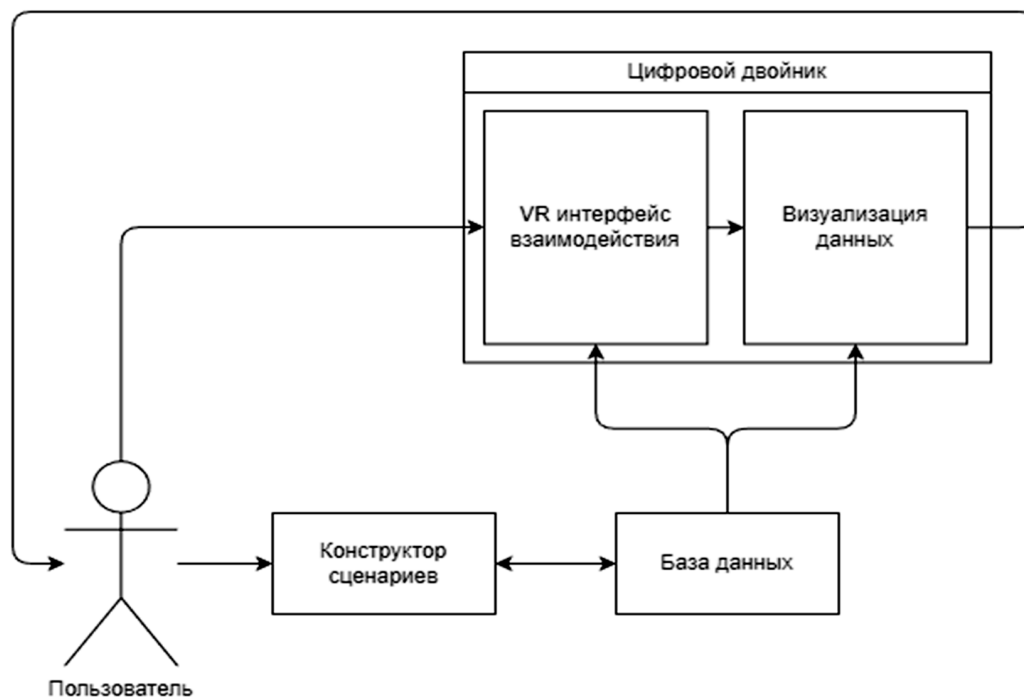 Цифровой двойник
VR интерфейс
взаимодействия
Визуализация
данных
Конструктор
сценариев
База данных
Пользователь